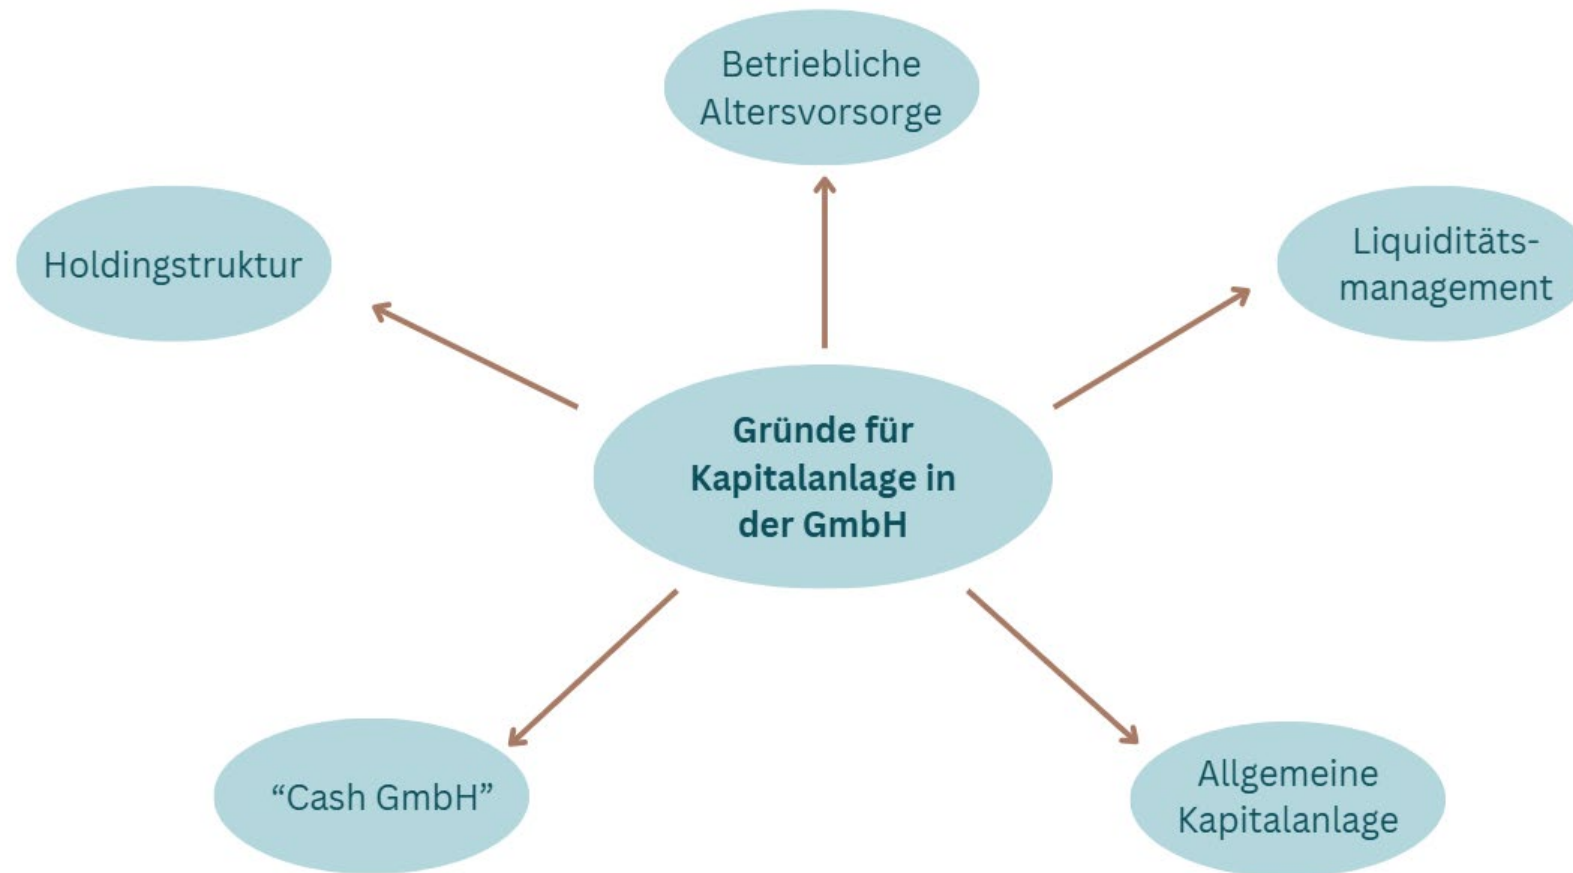 Betriebliche
Altersvorsorge
Holdingstruktur
Liquiditäts-
management
Gründe für
Kapitalanlage in
der GmbH
“Cash GmbH”
Allgemeine
Kapitalanlage